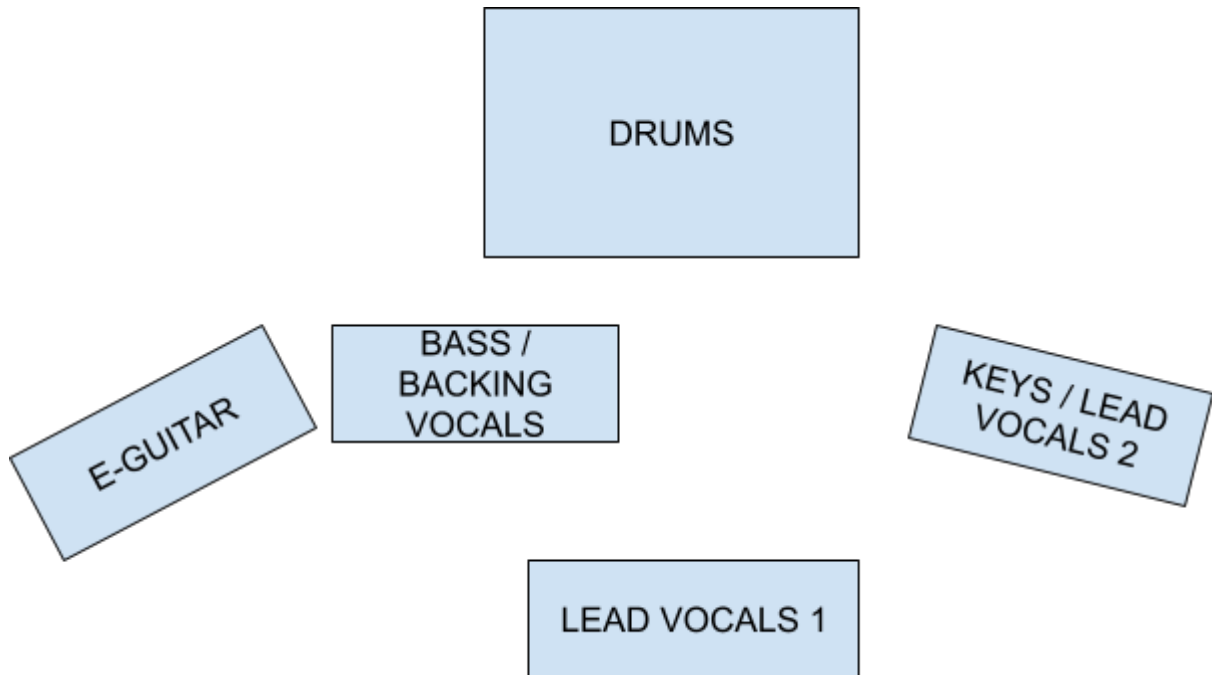 DRUMS
BASS /
BACKING
VOCALS
E-GUITAR
KEYS / LEAD
VOCALS 2
LEAD VOCALS 1